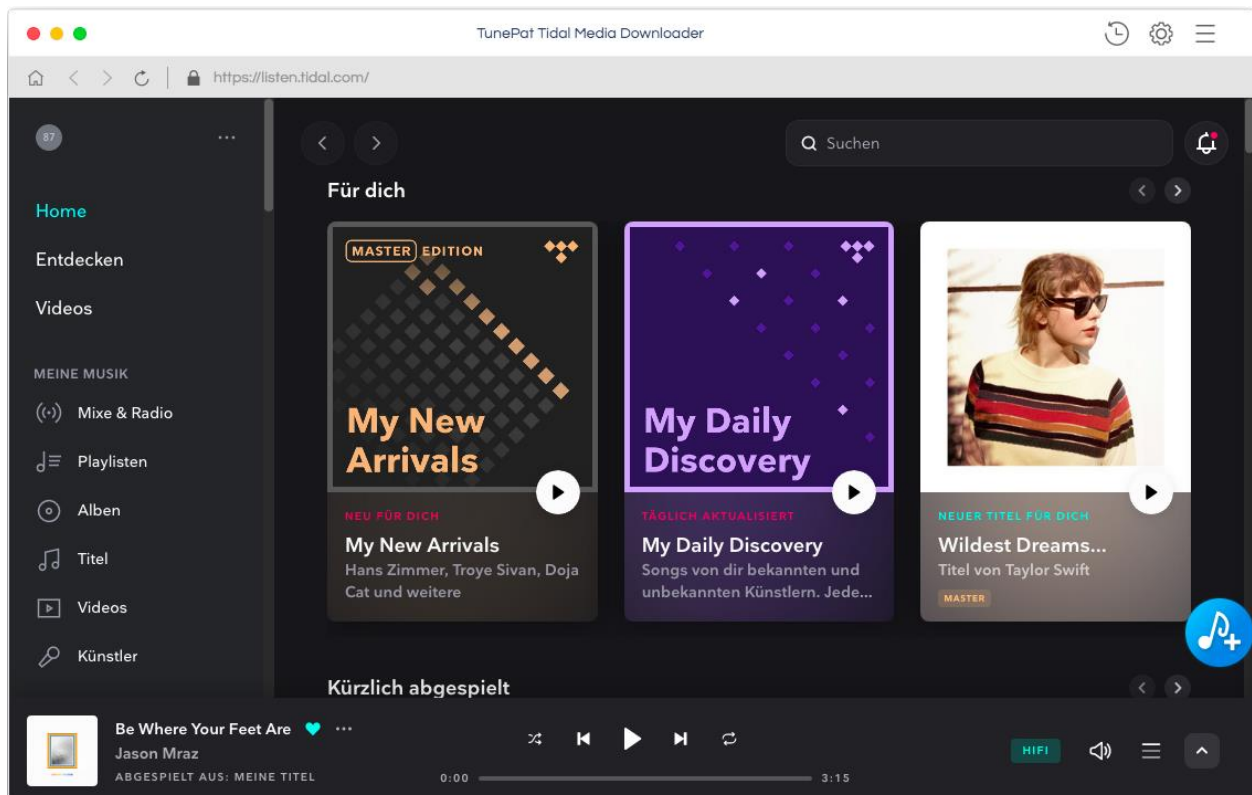 TunePat Tidal Media Downloader
https://listen.tidal.com/
87
Suchen
Home
Entdecken
Videos
MEINE MUSIK
Mixe & Radio
Playlisten
Alben
Titel
Videos
Künstler
Für dich
MASTER EDITION
My New
Arrivals
NEU FÜR DICH
My New Arrivals
Hans Zimmer, Troye Sivan, Doja
Cat und weitere
My Daily
Discovery
TÄGLICH AKTUALISIERT
My Daily Discovery
Songs von dir bekannten und
unbekannten Künstlern. Jede...
NEUER TITEL FÜR DICH
Wildest Dreams...
Titel von Taylor Swift
MASTER
Kürzlich abgespielt
Be Where Your Feet Are
Jason Mraz
ABGESPIELT AUS: MEINE TITEL
0:00
3:15
HIFI